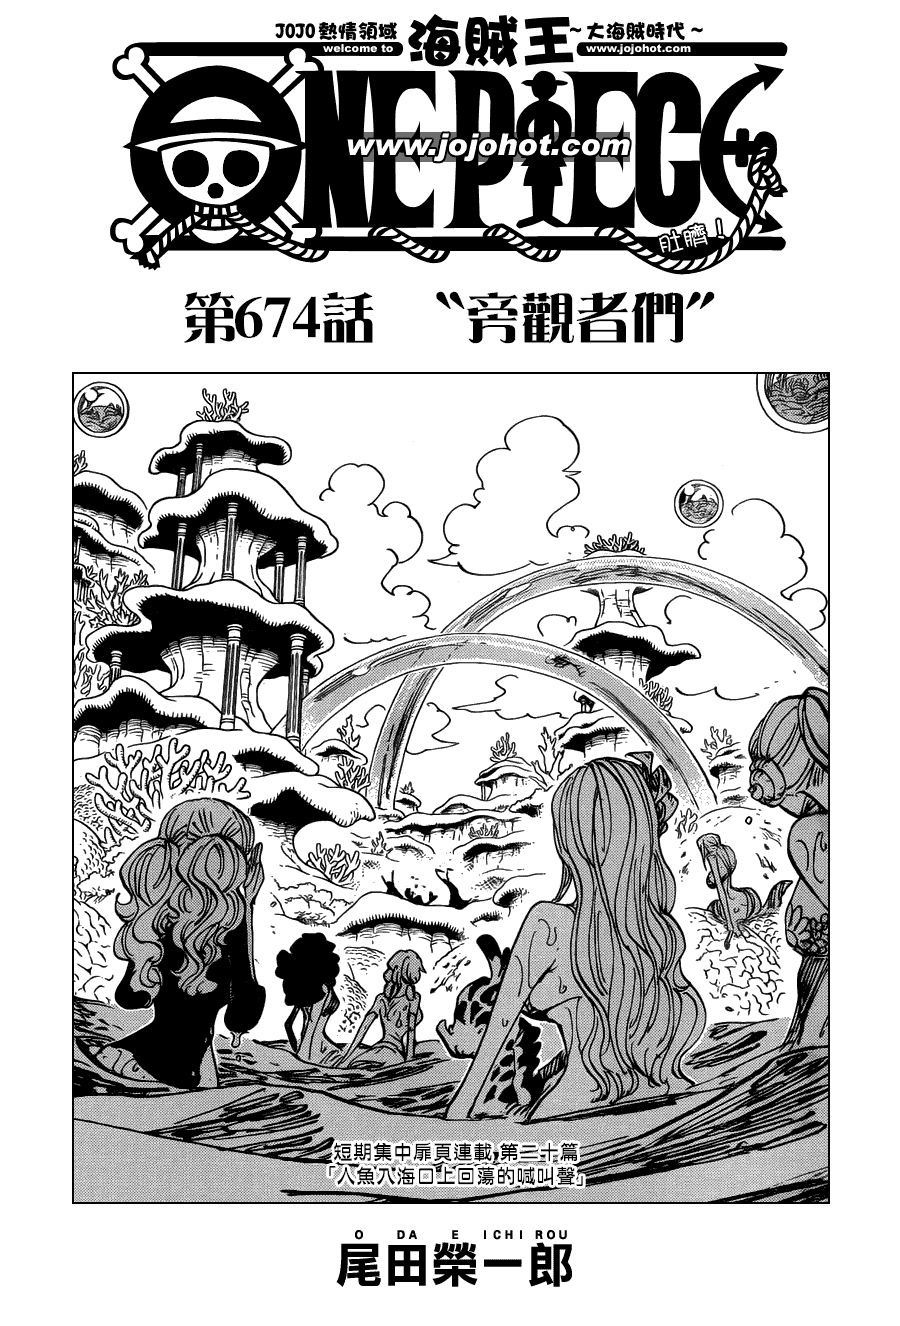 JOJO熱情領域 海賊王 ~大海賊時代~
welcome to www.jojohot.com
ONE PIECE
www.jojohot.com
肚臍！
第674話 〝旁觀者們〞
短期集中扉頁連載 第二十篇
「人魚入海口上回蕩的喊叫聲」
O DA E ICHI ROU
尾田榮一郎